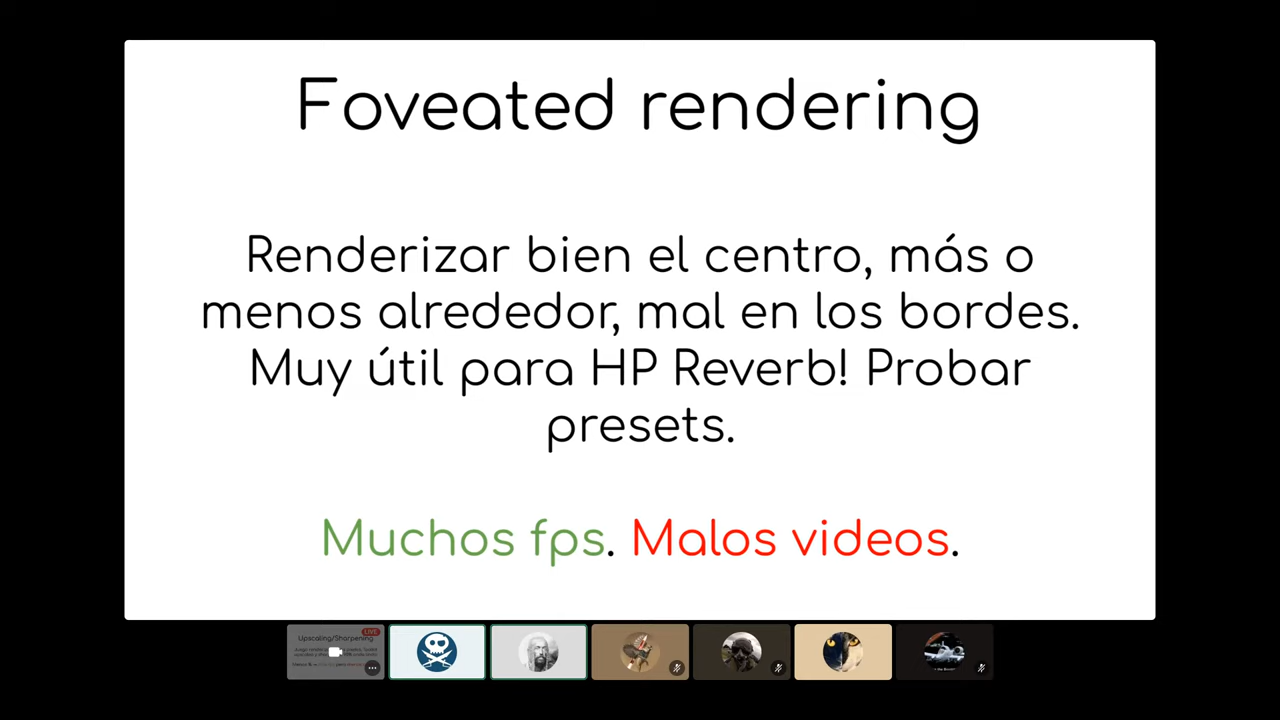 Foveated rendering
Renderizar bien el centro, más o
menos alrededor, mal en los bordes.
Muy útil para HP Reverb! Probar
presets.
Muchos fps. Malos videos.
Upscaling/Sharpening
LIVE